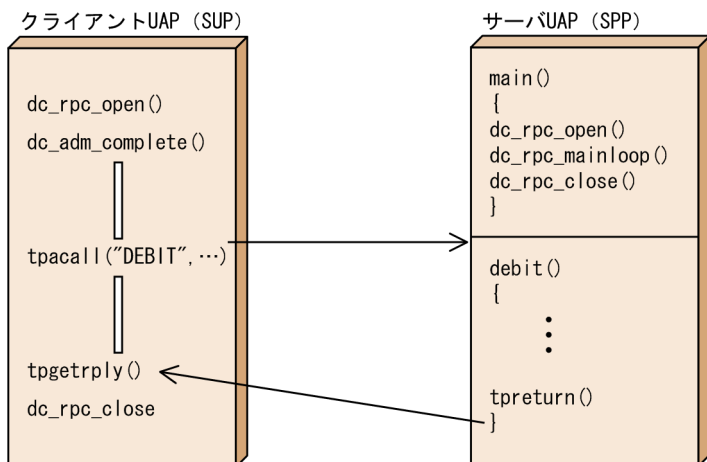 クライアントUAP（SUP）
dc_rpc_open()
dc_adm_complete()
tpacall("DEBIT",…)
tpgetrply()
dc_rpc_close
サーバUAP（SPP）
main()
{
dc_rpc_open()
dc_rpc_mainloop()
dc_rpc_close()
}
debit()
{
⋮
tpreturn()
}